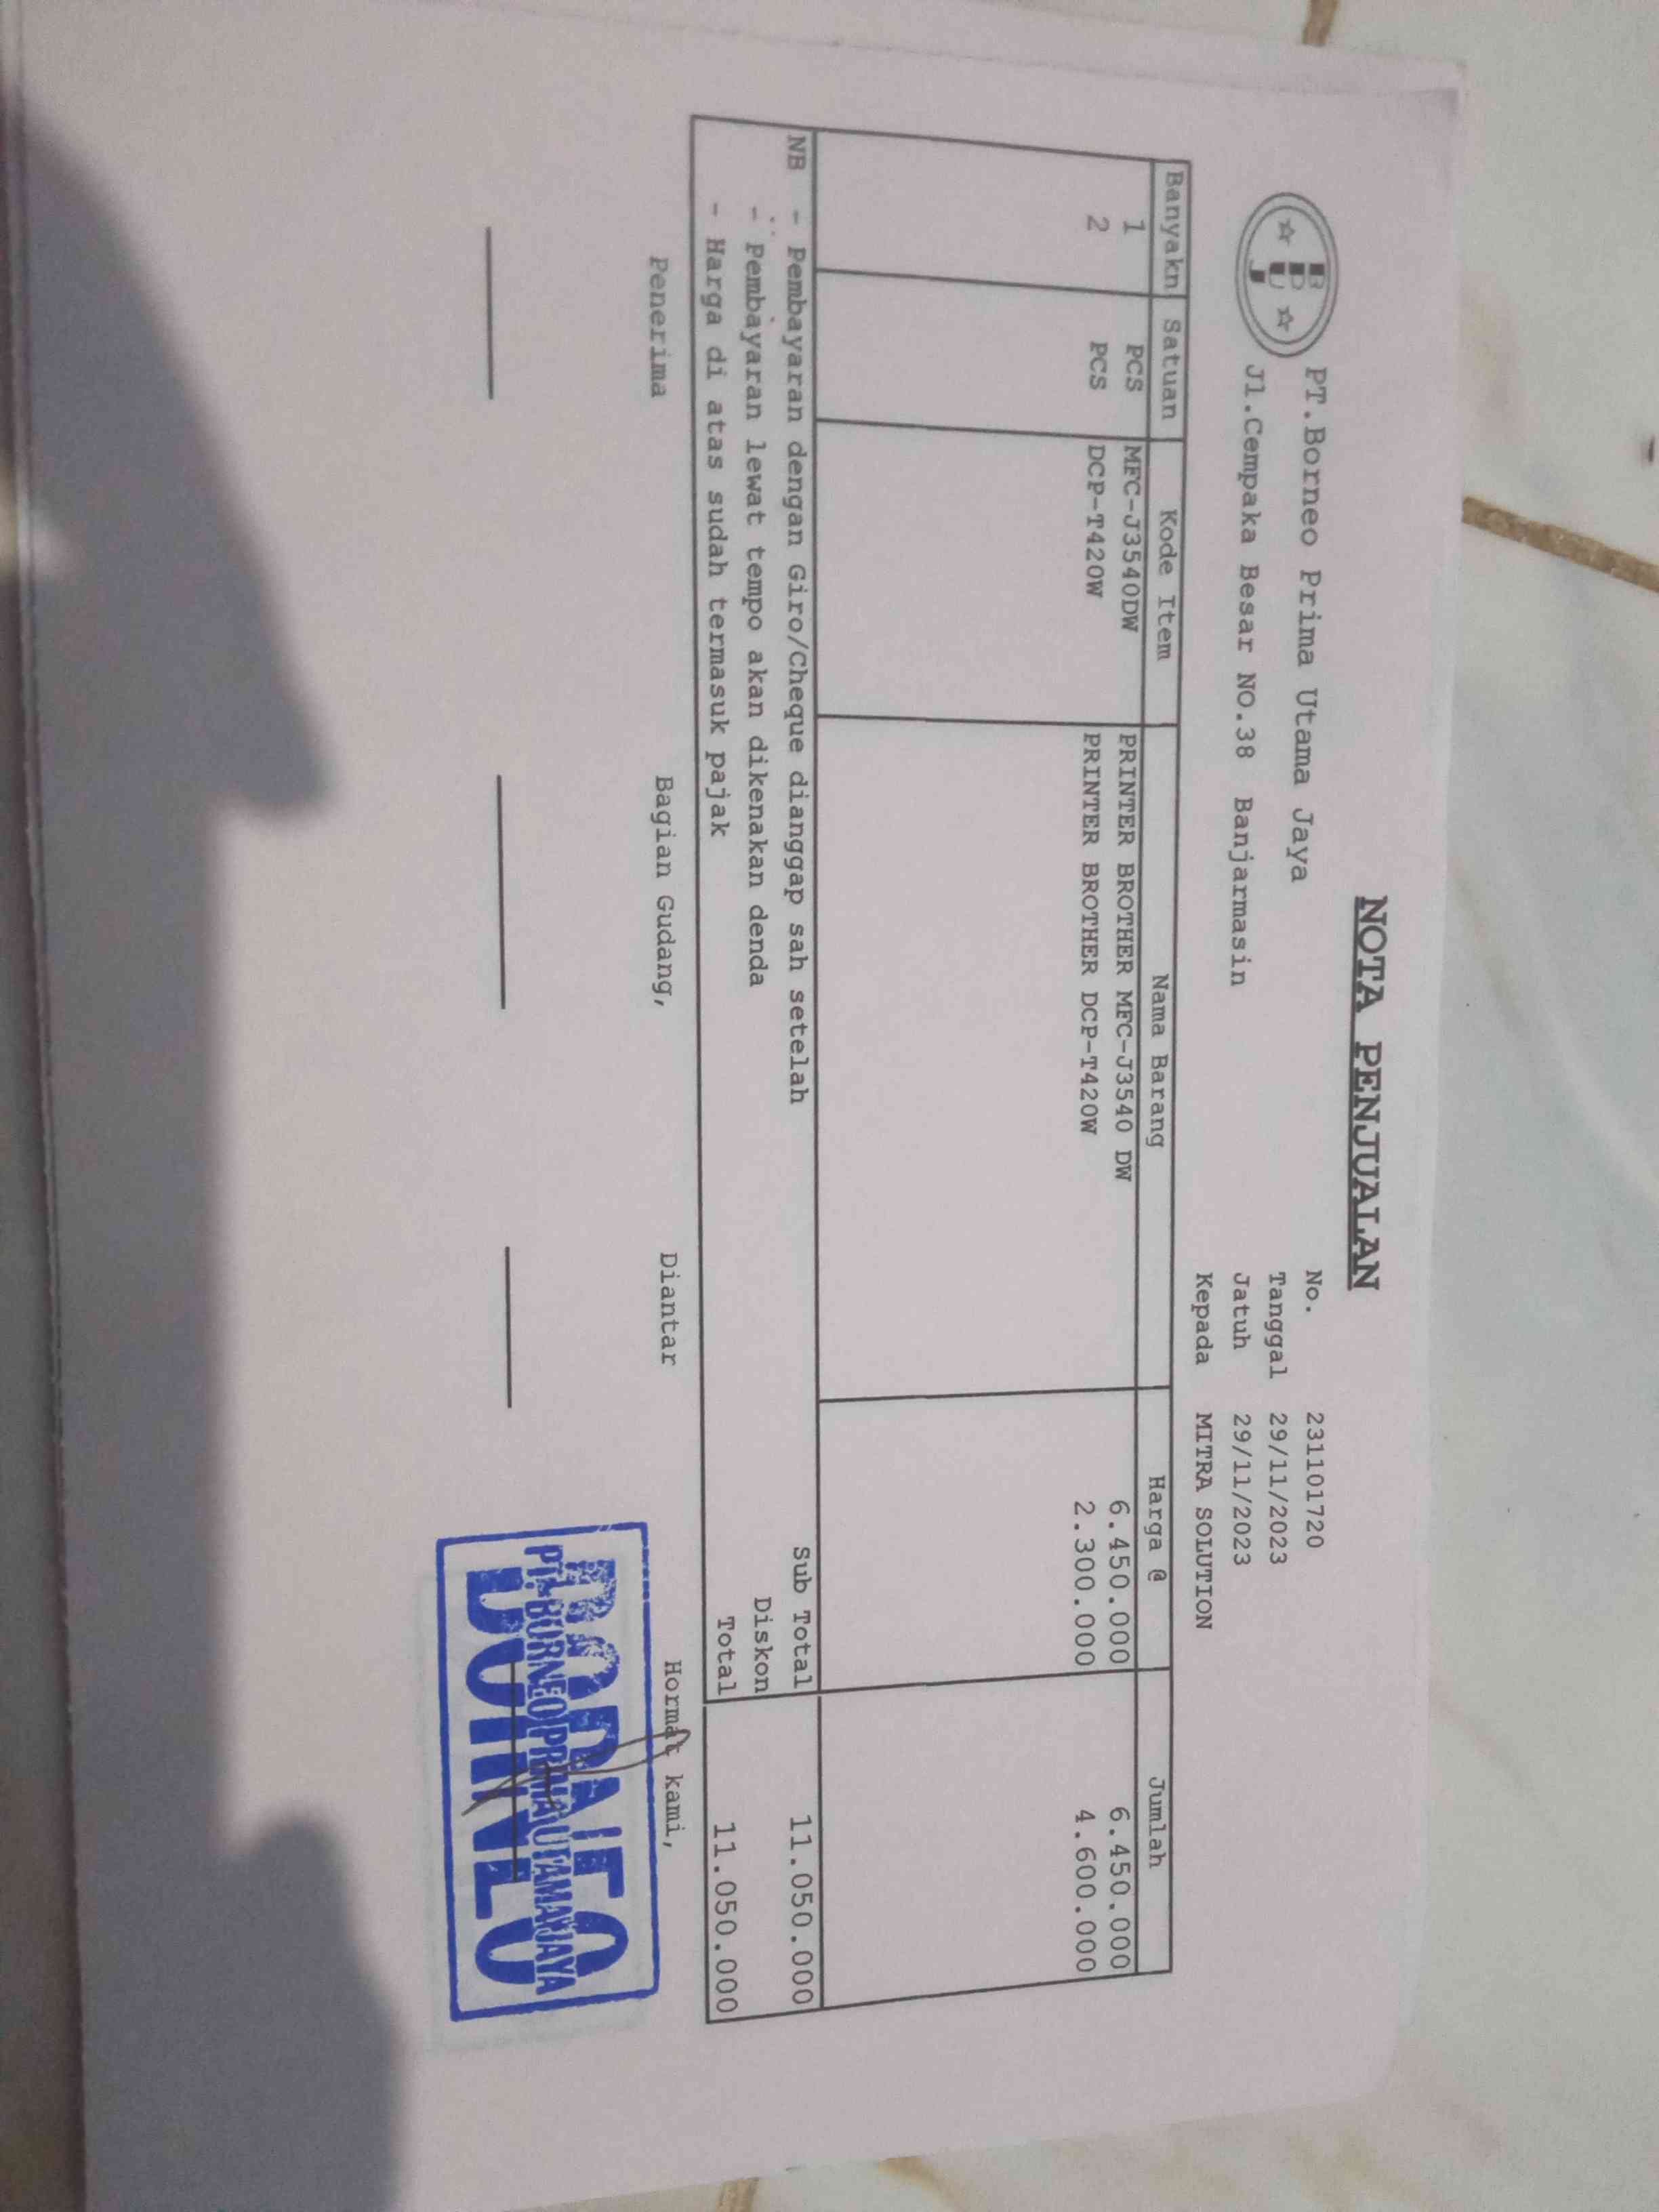 NOTA PENJUALAN
BPUJ
PT.Borneo Prima Utama Jaya
Jl.Cempaka Besar NO.38 Banjarmasin
No. 231101720
Tanggal 29/11/2023
Jatuh 29/11/2023
Kepada MITRA SOLUTION
Banyakn Satuan Kode Item Nama Barang Harga @ Jumlah
1 PCS MFC-J3540DW PRINTER BROTHER MFC-J3540 DW 6.450.000 6.450.000
2 PCS DCP-T420W PRINTER BROTHER DCP-T420W 2.300.000 4.600.000
NB - Pembayaran dengan Giro/Cheque dianggap sah setelah Sub Total 11.050.000
- Pembayaran lewat tempo akan dikenakan denda Diskon
- Harga di atas sudah termasuk pajak Total 11.050.000
Penerima Bagian Gudang, Diantar Hormat kami,
BORNEO
PT. BORNEO PRIMA UTAMA JAYA